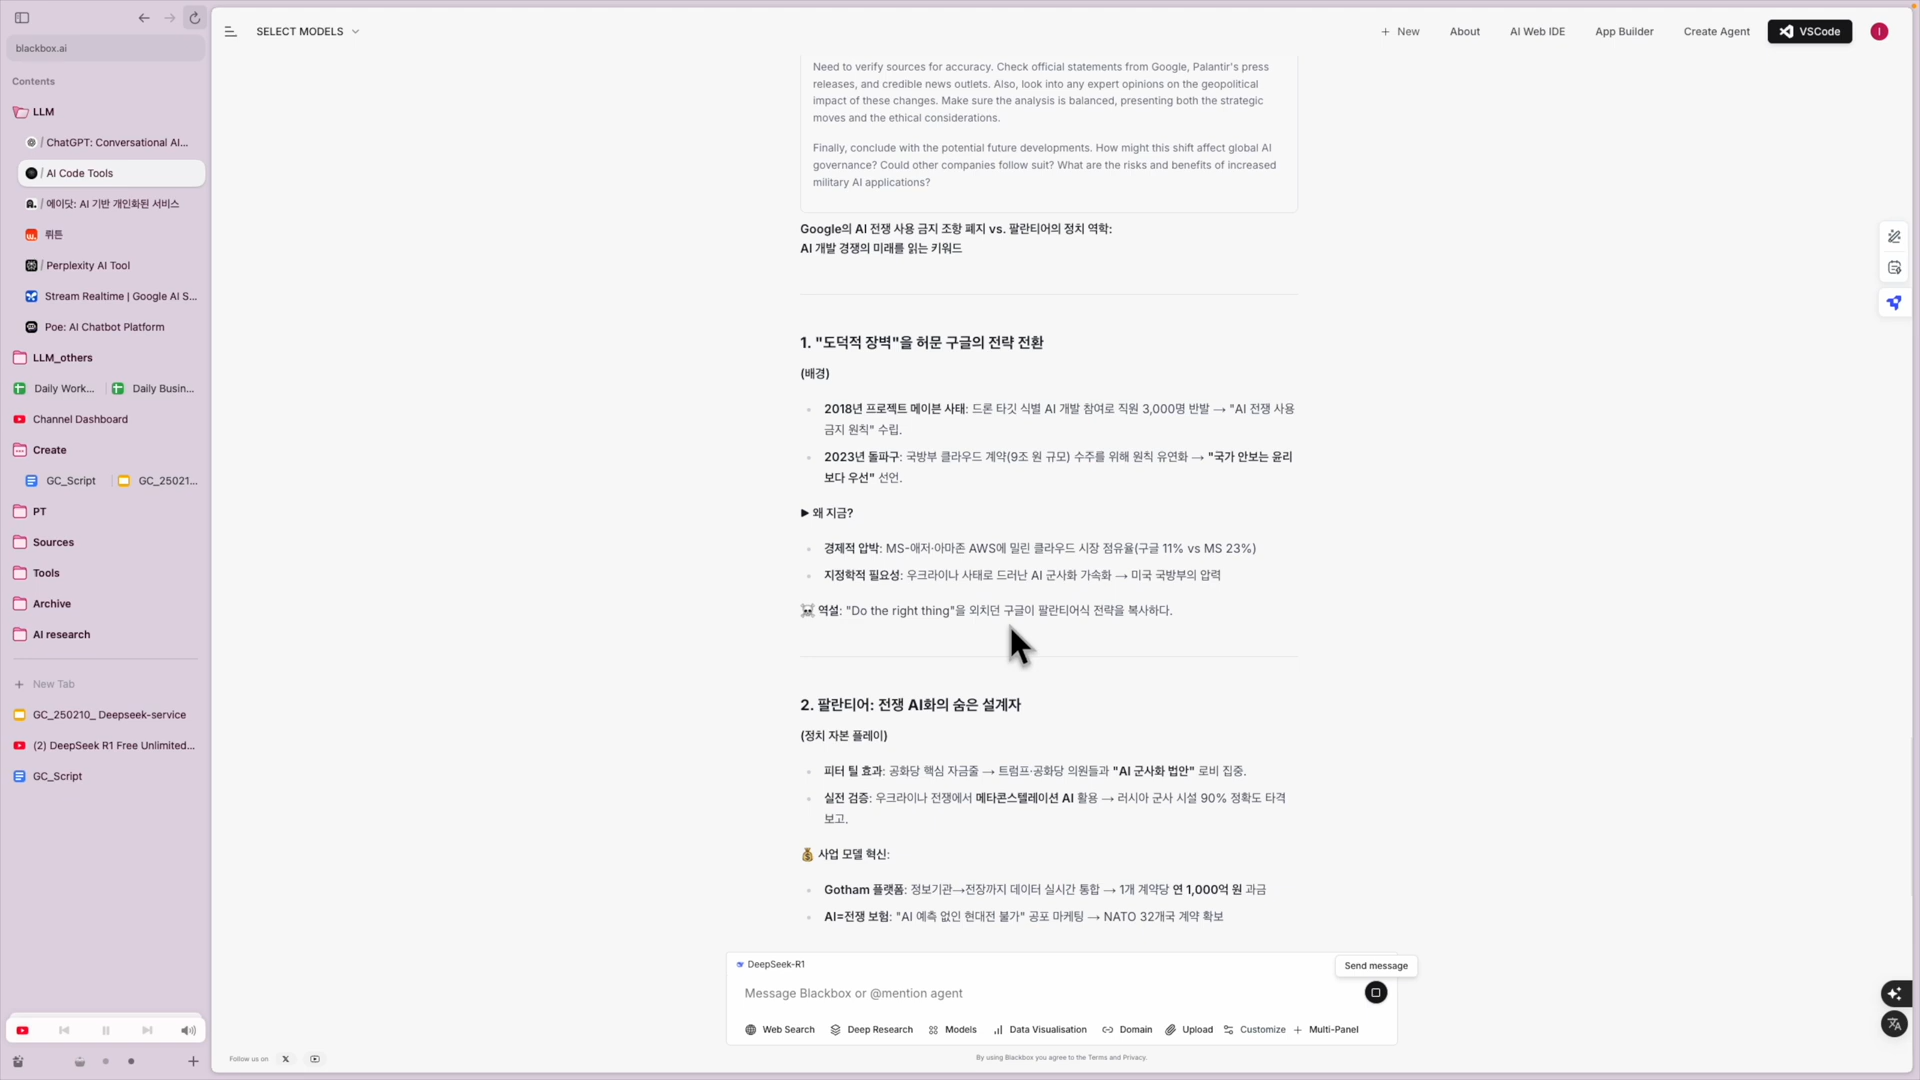 blackbox.ai
Contents
LLM
/ ChatGPT: Conversational AI...
/ AI Code Tools
/ 에이닷: AI 기반 개인화된 서비스
뤼튼
/ Perplexity AI Tool
Stream Realtime | Google AI S...
Poe: AI Chatbot Platform
LLM_others
Daily Work... Daily Busin...
Channel Dashboard
Create
GC_Script GC_25021...
PT
Sources
Tools
Archive
AI research
New Tab
GC_250210_ Deepseek-service
(2) DeepSeek R1 Free Unlimited...
GC_Script
SELECT MODELS
New About AI Web IDE App Builder Create Agent VSCode I
Need to verify sources for accuracy. Check official statements from Google, Palantir's press
releases, and credible news outlets. Also, look into any expert opinions on the geopolitical
impact of these changes. Make sure the analysis is balanced, presenting both the strategic
moves and the ethical considerations.
Finally, conclude with the potential future developments. How might this shift affect global AI
governance? Could other companies follow suit? What are the risks and benefits of increased
military AI applications?
Google의 AI 전쟁 사용 금지 조항 폐지 vs. 팔란티어의 정치 역학:
AI 개발 경쟁의 미래를 읽는 키워드
1. "도덕적 장벽"을 허문 구글의 전략 전환
(배경)
2018년 프로젝트 메이븐 사태: 드론 타깃 식별 AI 개발 참여로 직원 3,000명 반발 → "AI 전쟁 사용
금지 원칙" 수립.
2023년 돌파구: 국방부 클라우드 계약(9조 원 규모) 수주를 위해 원칙 유연화 → "국가 안보는 윤리
보다 우선" 선언.
▶ 왜 지금?
경제적 압박: MS-애저·아마존 AWS에 밀린 클라우드 시장 점유율(구글 11% vs MS 23%)
지정학적 필요성: 우크라이나 사태로 드러난 AI 군사화 가속화 → 미국 국방부의 압력
☠️ 역설: "Do the right thing"을 외치던 구글이 팔란티어식 전략을 복사하다.
2. 팔란티어: 전쟁 AI화의 숨은 설계자
(정치 자본 플레이)
피터 틸 효과: 공화당 핵심 자금줄 → 트럼프·공화당 의원들과 "AI 군사화 법안" 로비 집중.
실전 검증: 우크라이나 전쟁에서 메타콘스텔레이션 AI 활용 → 러시아 군사 시설 90% 정확도 타격
보고.
💰 사업 모델 혁신:
Gotham 플랫폼: 정보기관→전장까지 데이터 실시간 통합 → 1개 계약당 연 1,000억 원 과금
AI=전쟁 보험: "AI 예측 없인 현대전 불가" 공포 마케팅 → NATO 32개국 계약 확보
DeepSeek-R1
Send message
Message Blackbox or @mention agent
Web Search Deep Research Models Data Visualisation Domain Upload Customize Multi-Panel
Follow us on
By using Blackbox you agree to the Terms and Privacy.